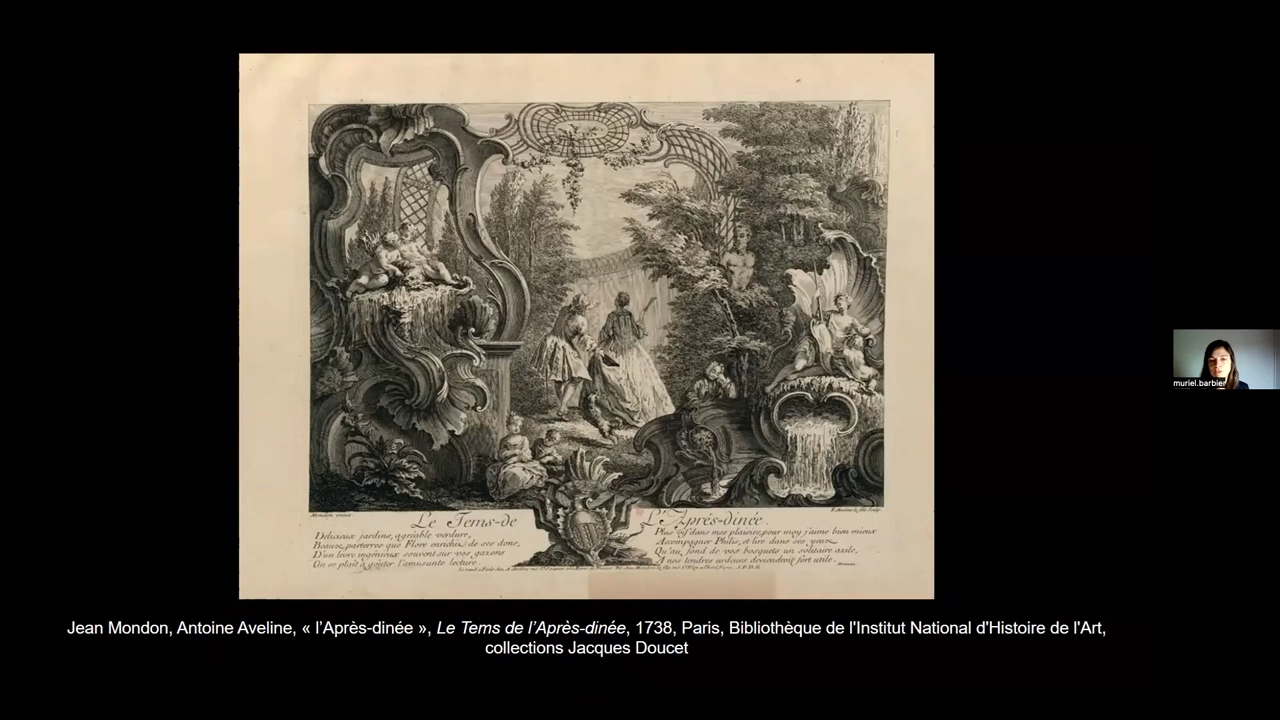 Mondon invent
F. Aveline le fils Sculp.
Le Tems de L'Après-dinée.
Delicieux jardins, agréable verdure,
Beaux parterres que Flore enrichit de ses dons,
D'un livre ingénieux souvent sur vos gazons
On se plaît à goûter l'amusante lecture.
Plus vif dans mes plaisirs, pour moy j'aime bien mieux
Accompagner Philis, et lire dans ses yeux,
Qu'au fond de vos bosquets un solitaire azile,
A nos tendres ardeurs deviendroit fort utile.
Jean Mondon, Antoine Aveline, « l'Après-dinée », Le Tems de l'Après-dinée, 1738, Paris, Bibliothèque de l'Institut National d'Histoire de l'Art,
collections Jacques Doucet
muriel.barbier